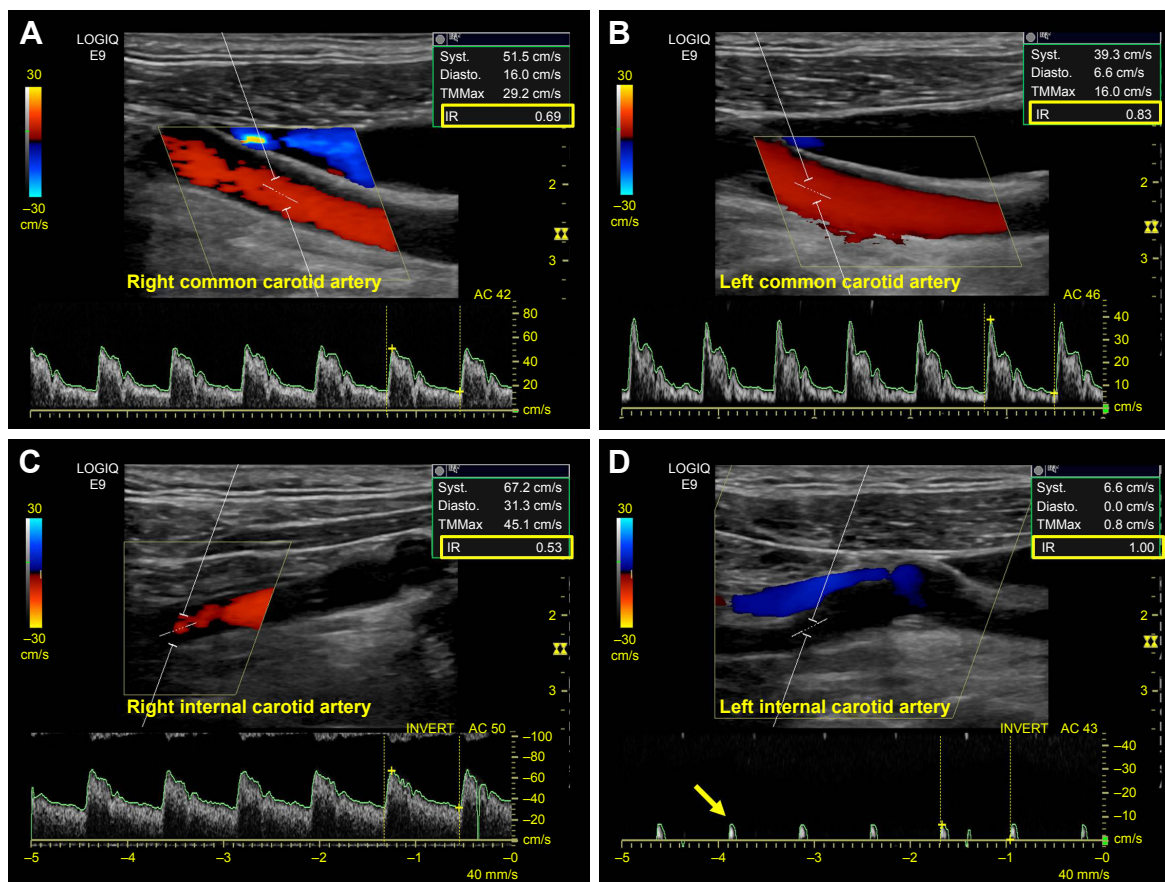 A
LOGIQ
E9
30
–30
cm/s
Syst. 51.5 cm/s
Diasto. 16.0 cm/s
TMMax 29.2 cm/s
IR 0.69
2
3
Right common carotid artery
AC 42
80
60
40
20
cm/s
B
LOGIQ
E9
30
–30
cm/s
Syst. 39.3 cm/s
Diasto. 6.6 cm/s
TMMax 16.0 cm/s
IR 0.83
2
3
Left common carotid artery
AC 46
40
30
20
10
cm/s
C
LOGIQ
E9
30
–30
cm/s
Syst. 67.2 cm/s
Diasto. 31.3 cm/s
TMMax 45.1 cm/s
IR 0.53
2
3
Right internal carotid artery
INVERT AC 50
–100
–80
–60
–40
–20
cm/s
–5 –4 –3 –2 –1 –0
40 mm/s
D
LOGIQ
E9
30
–30
cm/s
Syst. 6.6 cm/s
Diasto. 0.0 cm/s
TMMax 0.8 cm/s
IR 1.00
2
3
Left internal carotid artery
INVERT AC 43
–40
–30
–20
–10
cm/s
–5 –4 –3 –2 –1 –0
40 mm/s